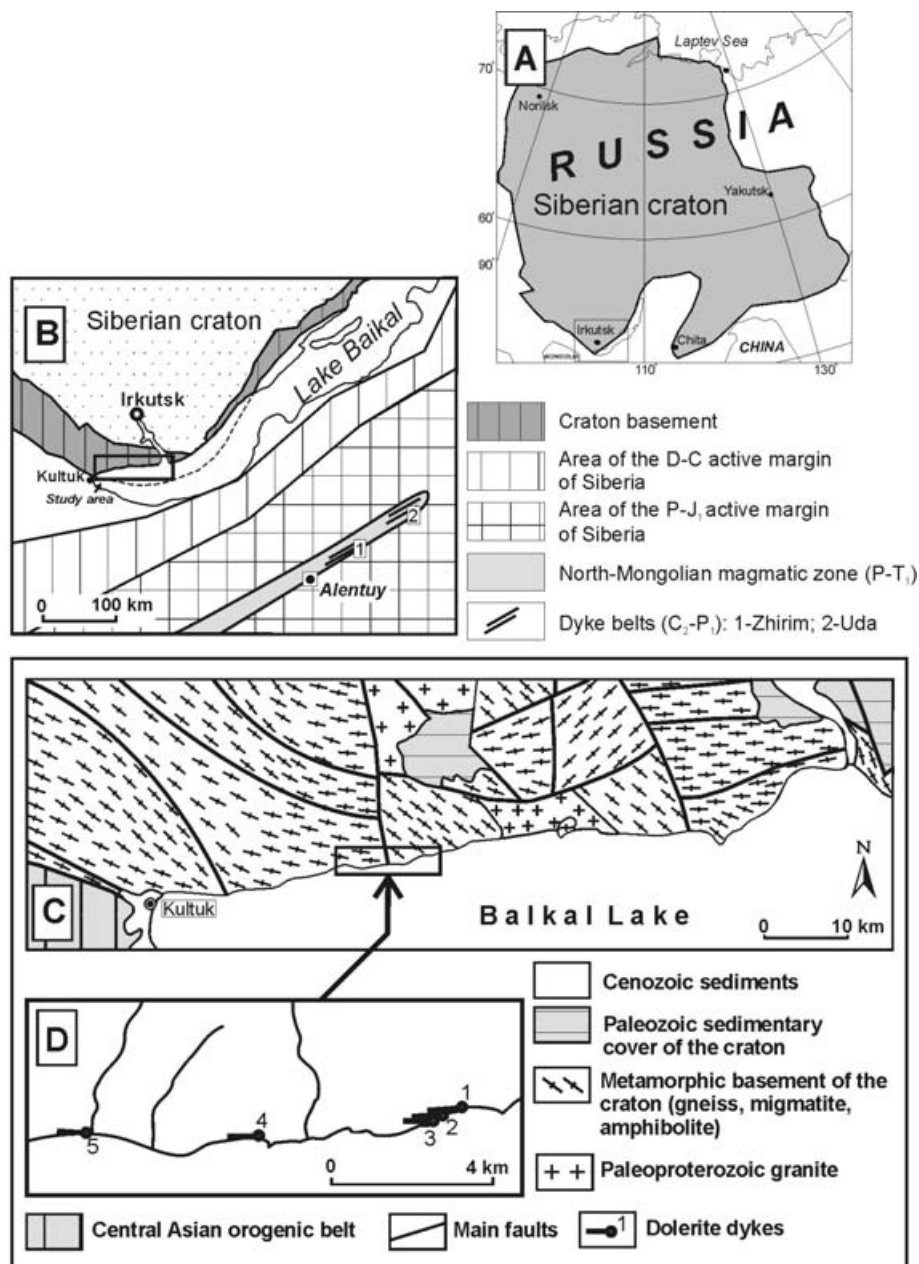 A
Laptev Sea
70°
Norilsk
RUSSIA
Siberian craton
Yakutsk
60°
90°
Irkutsk
Chita
CHINA
MONGOLIA
110°
130°
B
Siberian craton
Lake Baikal
Irkutsk
Kultuk
Study area
2
1
Alentuy
0 100 km
Craton basement
Area of the D-C active margin
of Siberia
Area of the P-J₁ active margin
of Siberia
North-Mongolian magmatic zone (P-T₁)
Dyke belts (C₂-P₁): 1-Zhirim; 2-Uda
C
Kultuk
Baikal Lake
N
0 10 km
D
1
2
3
4
5
0 4 km
Cenozoic sediments
Paleozoic sedimentary
cover of the craton
Metamorphic basement of the
craton (gneiss, migmatite,
amphibolite)
Paleoproterozoic granite
Central Asian orogenic belt
Main faults
1
Dolerite dykes